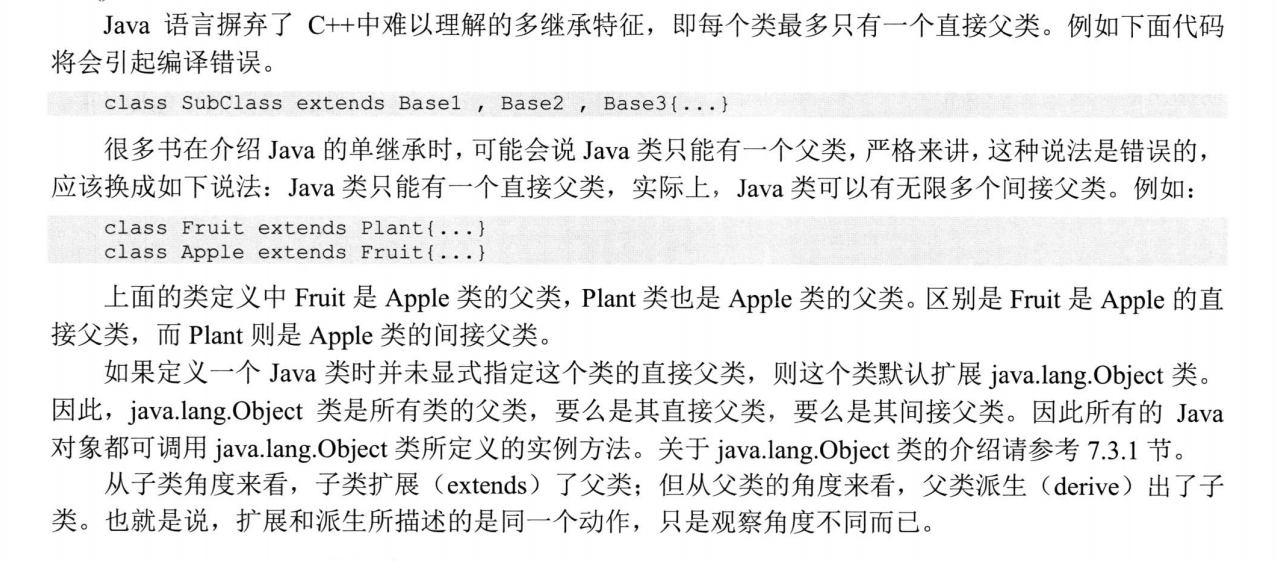 Java 语言摒弃了 C++中难以理解的多继承特征，即每个类最多只有一个直接父类。例如下面代码
将会引起编译错误。
class SubClass extends Base1 , Base2 , Base3{...}
很多书在介绍 Java 的单继承时，可能会说 Java 类只能有一个父类，严格来讲，这种说法是错误的，
应该换成如下说法：Java 类只能有一个直接父类，实际上，Java 类可以有无限多个间接父类。例如：
class Fruit extends Plant{...}
class Apple extends Fruit{...}
上面的类定义中 Fruit 是 Apple 类的父类，Plant 类也是 Apple 类的父类。区别是 Fruit 是 Apple 的直
接父类，而 Plant 则是 Apple 类的间接父类。
如果定义一个 Java 类时并未显式指定这个类的直接父类，则这个类默认扩展 java.lang.Object 类。
因此，java.lang.Object 类是所有类的父类，要么是其直接父类，要么是其间接父类。因此所有的 Java
对象都可调用 java.lang.Object 类所定义的实例方法。关于 java.lang.Object 类的介绍请参考 7.3.1 节。
从子类角度来看，子类扩展（extends）了父类；但从父类的角度来看，父类派生（derive）出了子
类。也就是说，扩展和派生所描述的是同一个动作，只是观察角度不同而已。